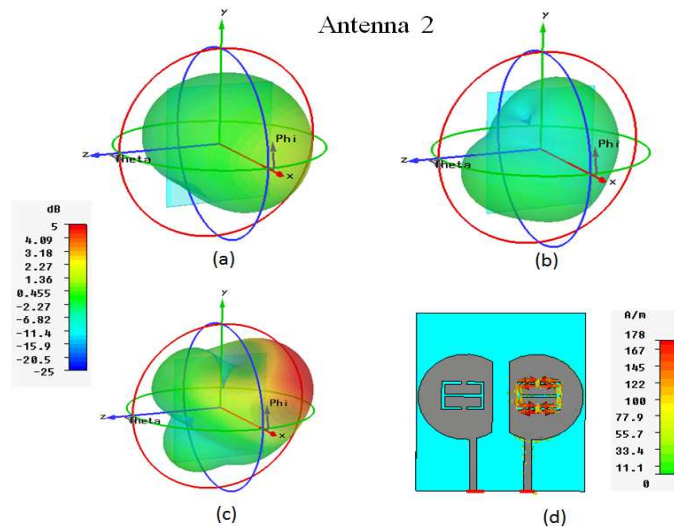 Antenna 2
y
Phi
z
Theta
x
(a)
y
Phi
z
Theta
x
(b)
dB
5
4.09
3.18
2.27
1.36
0.455
-2.27
-6.82
-11.4
-15.9
-20.5
-25
y
Phi
z
Theta
x
(c)
A/m
178
167
145
122
100
77.9
55.7
33.4
11.1
0
(d)